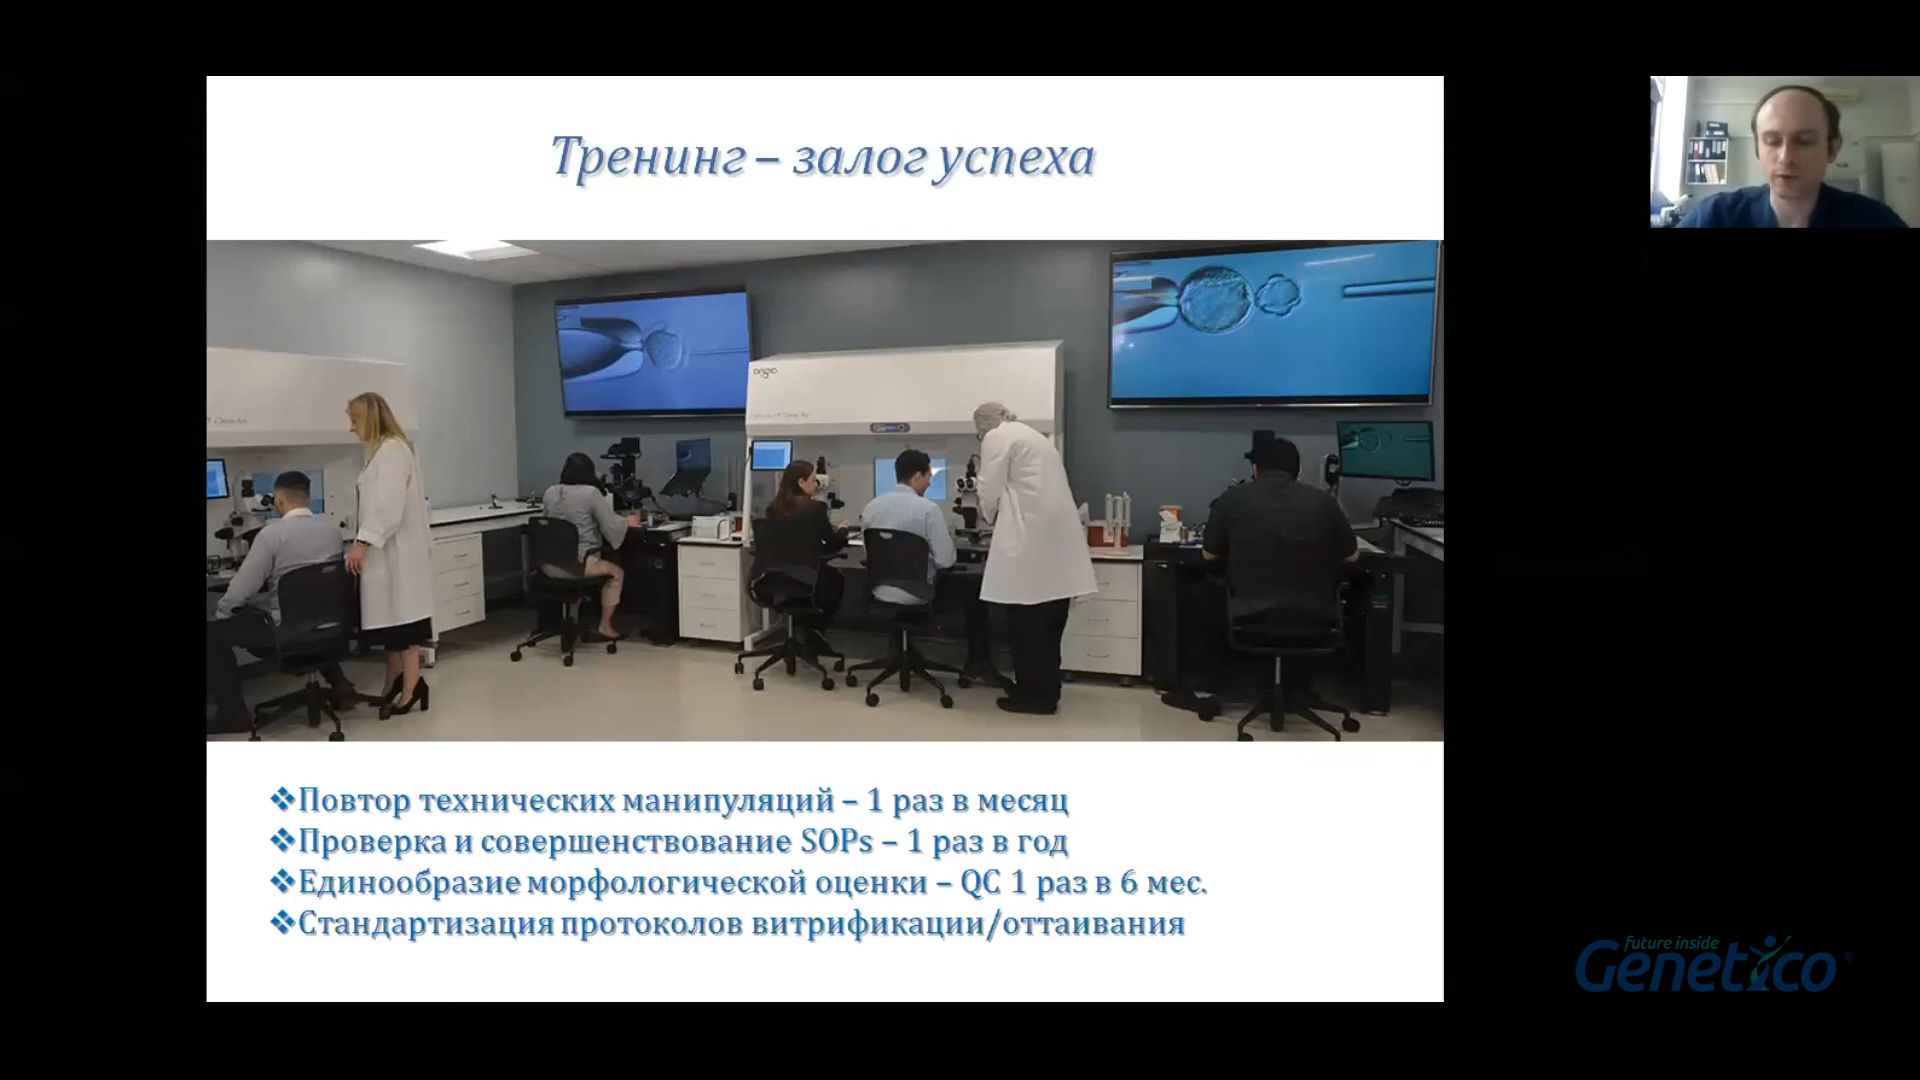 Тренинг – залог успеха
origio
❖Повтор технических манипуляций – 1 раз в месяц
❖Проверка и совершенствование SOPs – 1 раз в год
❖Единообразие морфологической оценки – QC 1 раз в 6 мес.
❖Стандартизация протоколов витрификации/оттаивания
future inside
Genetico®